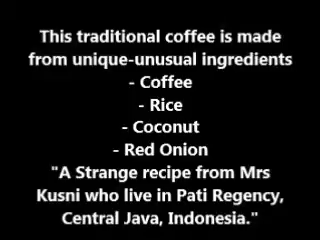 This traditional coffee is made
from unique-unusual ingredients
- Coffee
- Rice
- Coconut
- Red Onion
"A Strange recipe from Mrs
Kusni who live in Pati Regency,
Central Java, Indonesia."